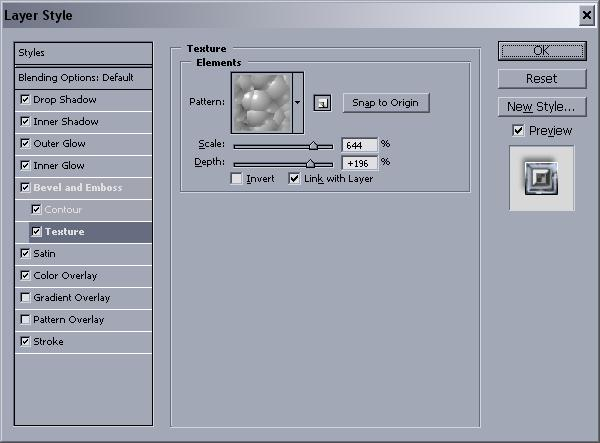 Layer Style
Styles
Blending Options: Default
Drop Shadow
Inner Shadow
Outer Glow
Inner Glow
Bevel and Emboss
Contour
Texture
Satin
Color Overlay
Gradient Overlay
Pattern Overlay
Stroke
Texture
Elements
Pattern:
Snap to Origin
Scale: 644 %
Depth: +196 %
Invert Link with Layer
OK
Reset
New Style...
Preview